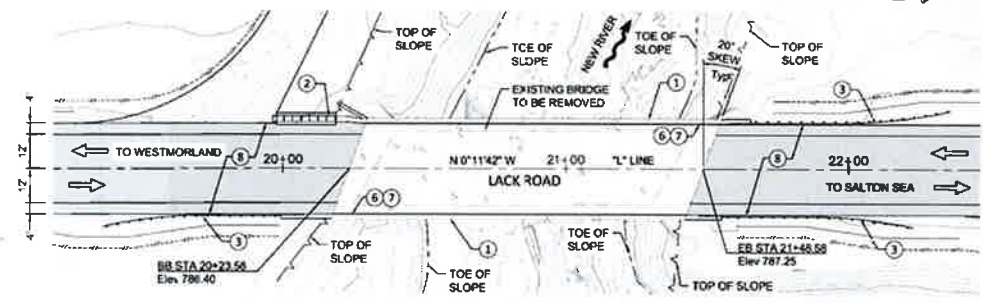 TOP OF
SLOPE
TOE OF
SLOPE
NEW RIVER
TOE OF
SLOPE
20°
SKEW
Typ.
TOP OF
SLOPE
2
EXISTING BRIDGE
TO BE REMOVED
1
3
4'
12'
12'
4'
6 7
TO WESTMORLAND
8
20+00
N 0°11'42" W
21+00
"L" LINE
LACK ROAD
8
22+00
TO SALTON SEA
6 7
3
TOP OF
SLOPE
1
TOE OF
SLOPE
TOE OF
SLOPE
TOP OF SLOPE
3
BB STA 20+23.58
Elev 786.40
EB STA 21+48.58
Elev 787.25